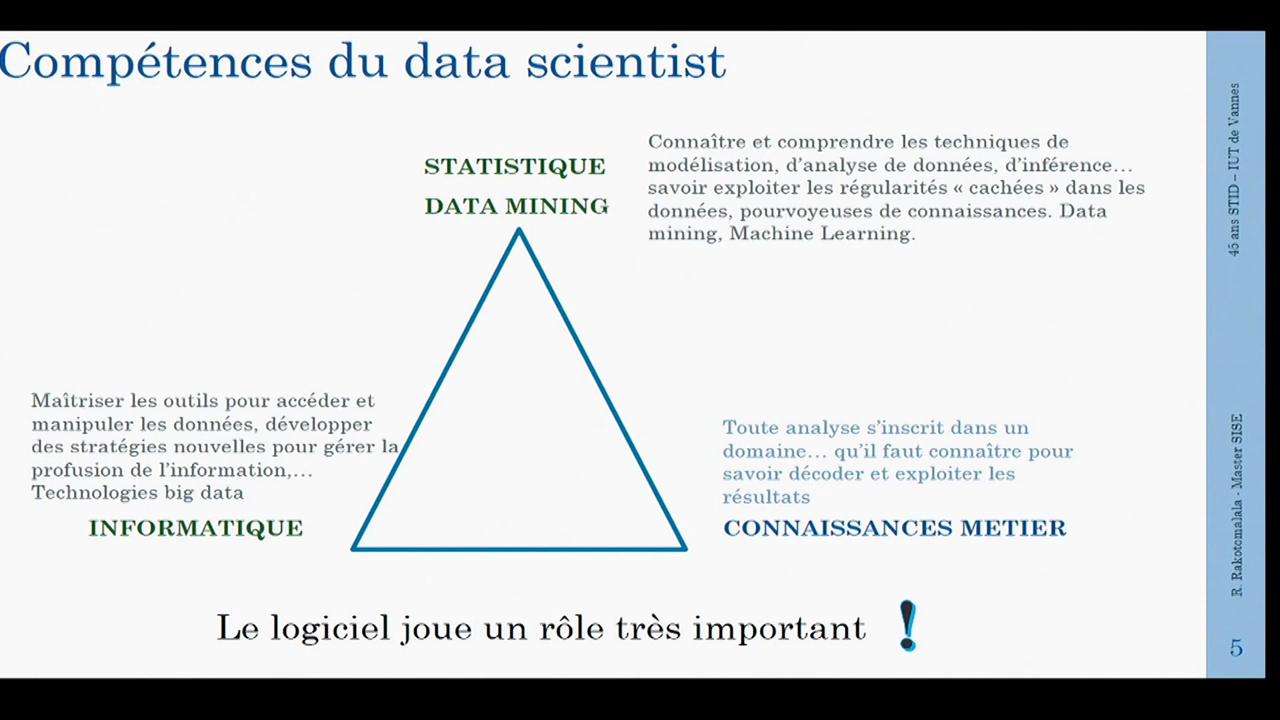 Compétences du data scientist
STATISTIQUE
DATA MINING
Connaître et comprendre les techniques de
modélisation, d'analyse de données, d'inférence…
savoir exploiter les régularités « cachées » dans les
données, pourvoyeuses de connaissances. Data
mining, Machine Learning.
Maîtriser les outils pour accéder et
manipuler les données, développer
des stratégies nouvelles pour gérer la
profusion de l'information,…
Technologies big data
INFORMATIQUE
Toute analyse s'inscrit dans un
domaine… qu'il faut connaître pour
savoir décoder et exploiter les
résultats
CONNAISSANCES METIER
Le logiciel joue un rôle très important !
45 ans STID – IUT de Vannes
R. Rakotomalala - Master SISE
5